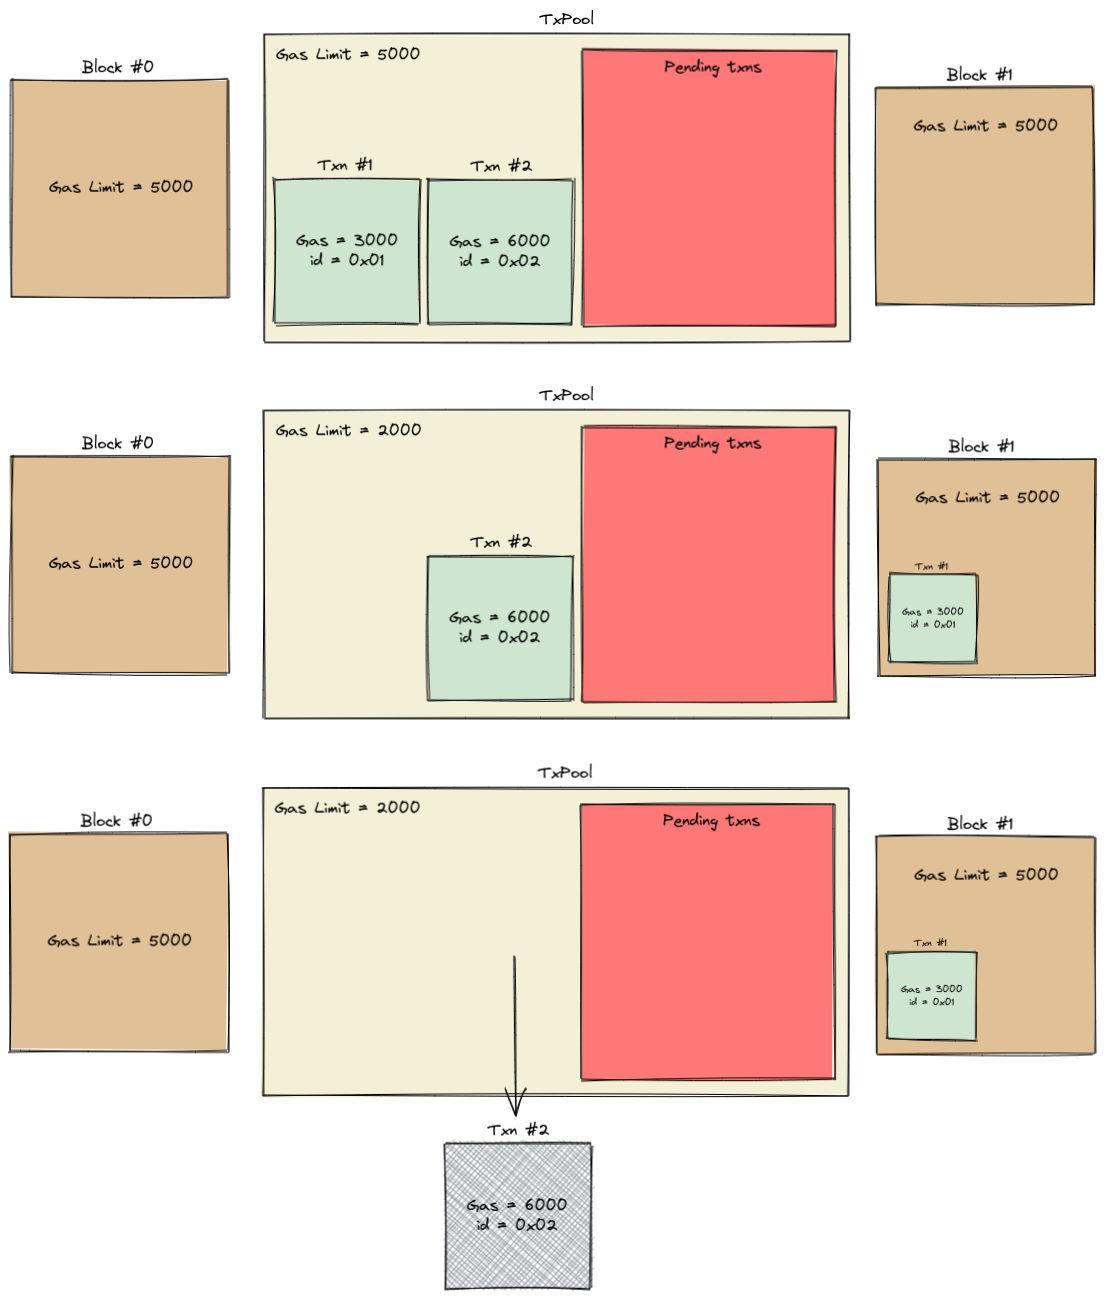 TxPool
Block #0
Gas Limit = 5000
Gas Limit = 5000
Txn #1
Gas = 3000
id = 0x01
Txn #2
Gas = 6000
id = 0x02
Pending txns
Block #1
Gas Limit = 5000
TxPool
Block #0
Gas Limit = 5000
Gas Limit = 2000
Txn #2
Gas = 6000
id = 0x02
Pending txns
Block #1
Gas Limit = 5000
Txn #1
Gas = 3000
id = 0x01
TxPool
Block #0
Gas Limit = 5000
Gas Limit = 2000
Pending txns
Block #1
Gas Limit = 5000
Txn #1
Gas = 3000
id = 0x01
Txn #2
Gas = 6000
id = 0x02